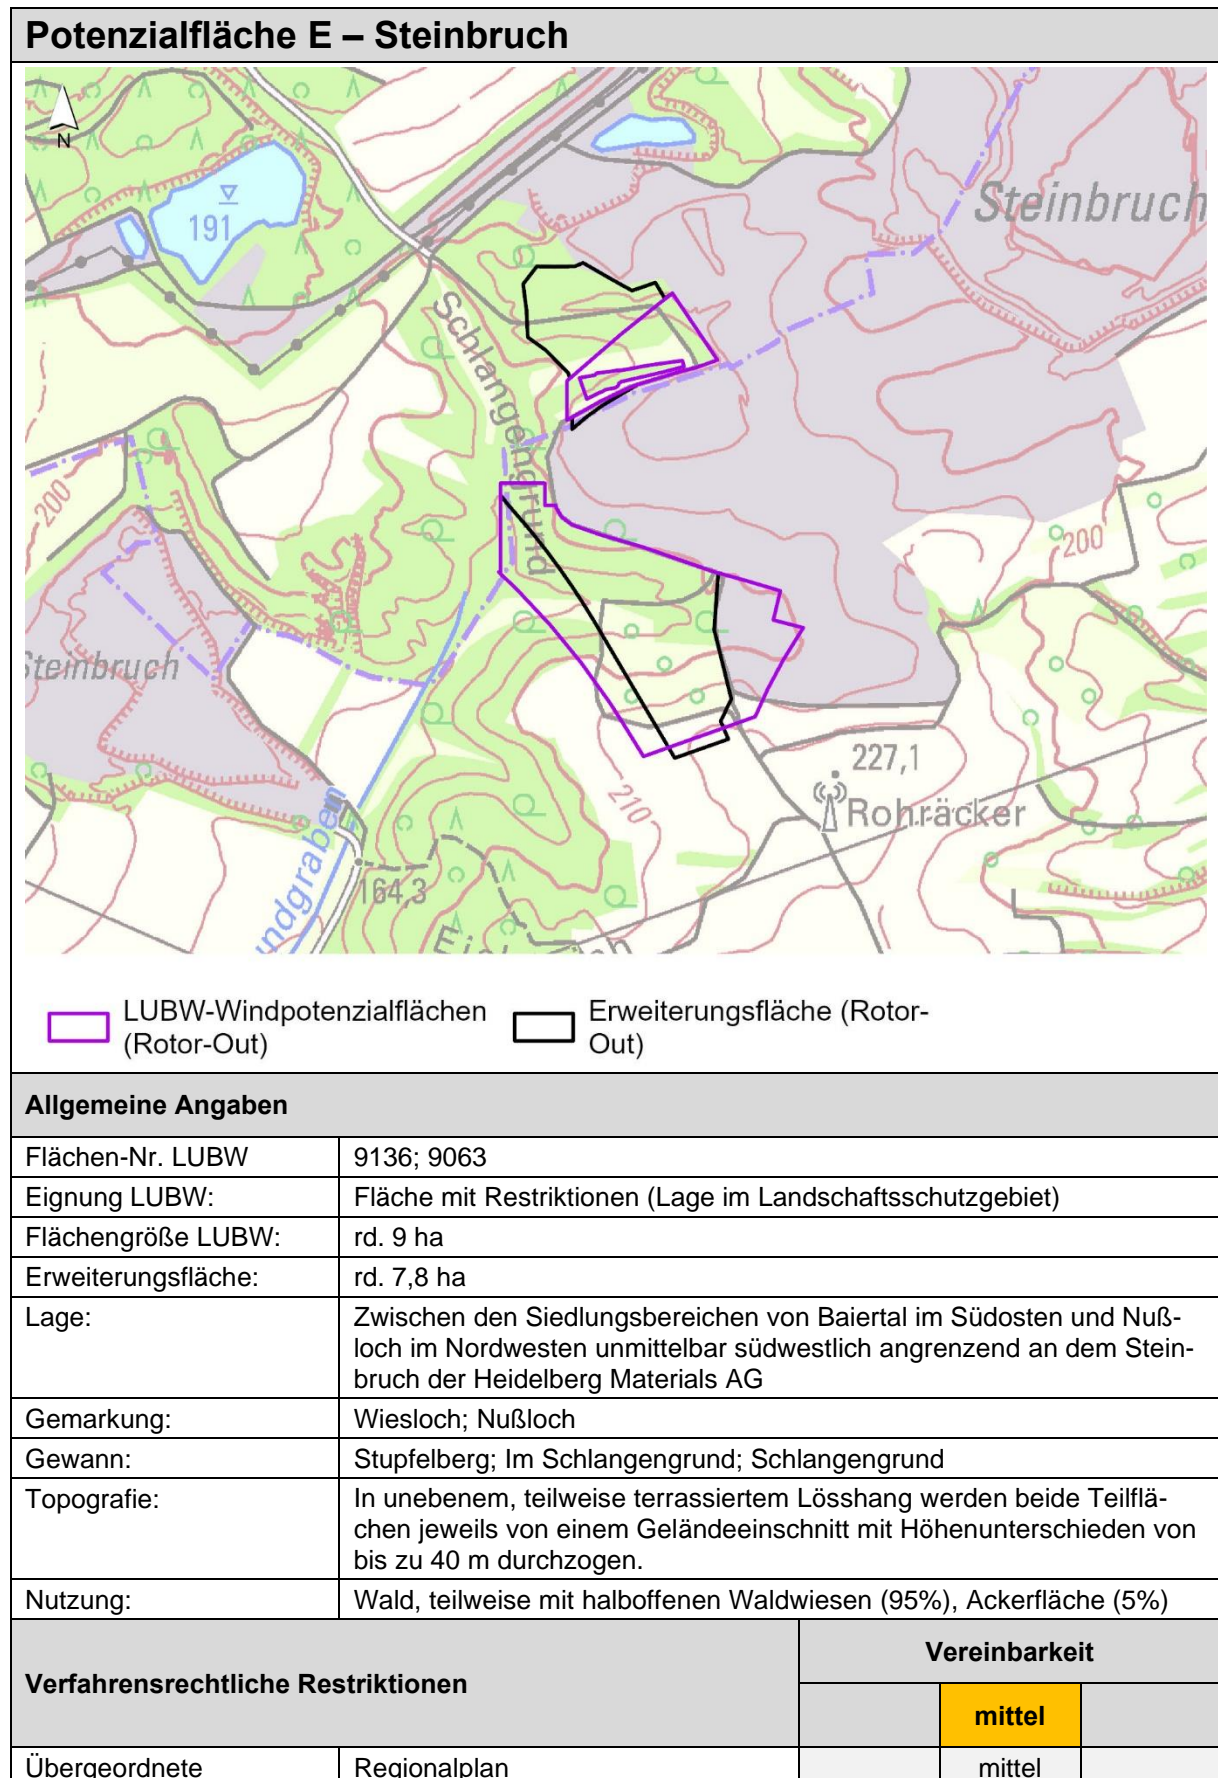 Potenzialfläche E – Steinbruch
N
191
Steinbruch
Schlangengrund
200
200
Steinbruch
210
227,1
Rohräcker
164,3
ndgraben
LUBW-Windpotenzialflächen
(Rotor-Out)
Erweiterungsfläche (Rotor-
Out)
Allgemeine Angaben
Flächen-Nr. LUBW
9136; 9063
Eignung LUBW:
Fläche mit Restriktionen (Lage im Landschaftsschutzgebiet)
Flächengröße LUBW:
rd. 9 ha
Erweiterungsfläche:
rd. 7,8 ha
Lage:
Zwischen den Siedlungsbereichen von Baiertal im Südosten und Nuß-
loch im Nordwesten unmittelbar südwestlich angrenzend an dem Stein-
bruch der Heidelberg Materials AG
Gemarkung:
Wiesloch; Nußloch
Gewann:
Stupfelberg; Im Schlangengrund; Schlangengrund
Topografie:
In unebenem, teilweise terrassiertem Lösshang werden beide Teilflä-
chen jeweils von einem Geländeeinschnitt mit Höhenunterschieden von
bis zu 40 m durchzogen.
Nutzung:
Wald, teilweise mit halboffenen Waldwiesen (95%), Ackerfläche (5%)
Verfahrensrechtliche Restriktionen
Vereinbarkeit
mittel
Übergeordnete
Regionalplan
mittel